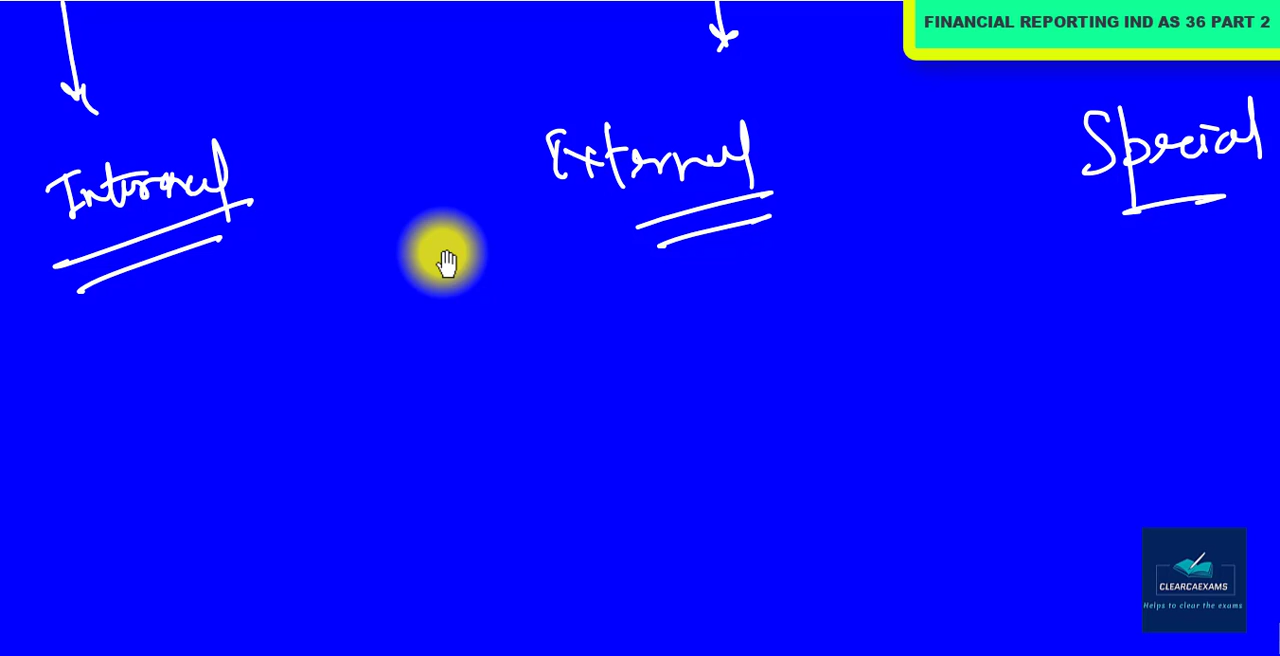 FINANCIAL REPORTING IND AS 36 PART 2
Internal
External
Special
CLEARCAEXAMS
Helps to clear the exams